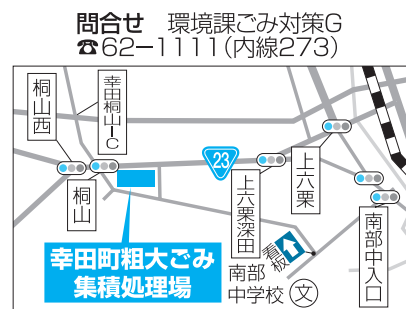 問合せ 環境課ごみ対策G
☎62−1111(内線273)
桐山西
幸田桐山IC
桐山
23
上六栗深田
上六栗
南部中入口
看板
南部
中学校 文
幸田町粗大ごみ
集積処理場